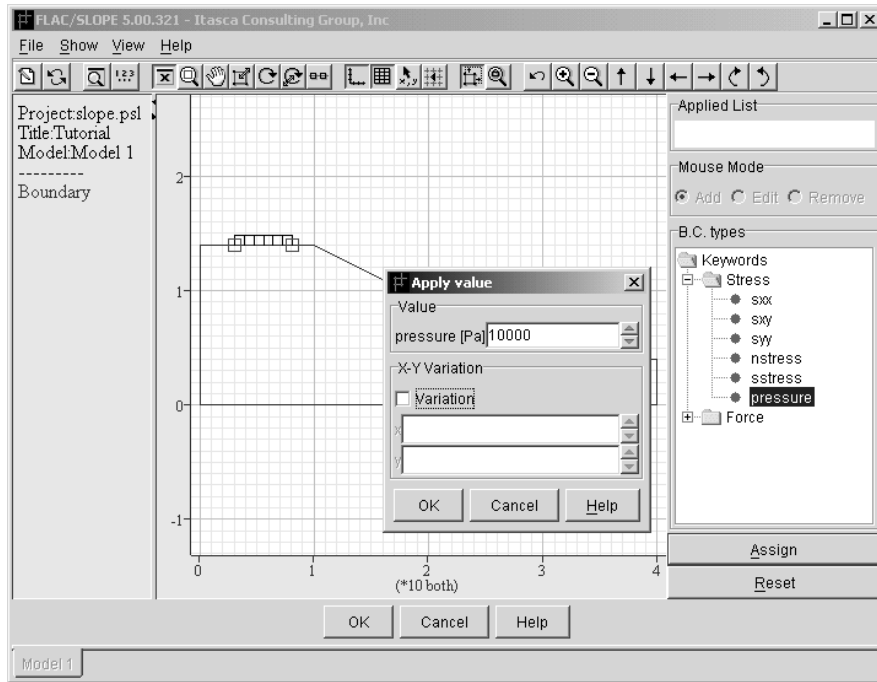 FLAC/SLOPE 5.00.321 - Itasca Consulting Group, Inc
File Show View Help
1.2.3
x,y
Project:slope.psl
Title:Tutorial
Model:Model 1
---------
Boundary
2
1
0
-1
0 1 2 3 4
(*10 both)
Apply value
Value
pressure [Pa] 10000
X-Y Variation
Variation
x
y
OK Cancel Help
Applied List
Mouse Mode
Add Edit Remove
B.C. types
Keywords
Stress
sxx
sxy
syy
nstress
sstress
pressure
Force
Assign
Reset
OK Cancel Help
Model 1